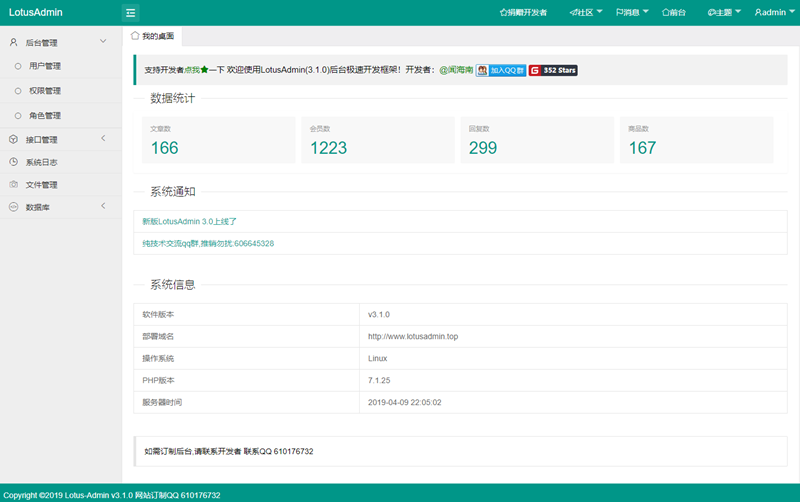 LotusAdmin
捐赠开发者
社区
消息
前台
主题
admin
后台管理
用户管理
权限管理
角色管理
接口管理
系统日志
文件管理
数据库
我的桌面
支持开发者点我★一下 欢迎使用LotusAdmin(3.1.0)后台极速开发框架！开发者：@闻海南 加入QQ群 G 352 Stars
数据统计
文章数
166
会员数
1223
回复数
299
商品数
167
系统通知
新版LotusAdmin 3.0上线了
纯技术交流qq群,推销勿扰:606645328
系统信息
软件版本 v3.1.0
部署域名 http://www.lotusadmin.top
操作系统 Linux
PHP版本 7.1.25
服务器时间 2019-04-09 22:05:02
如需订制后台,请联系开发者 联系QQ 610176732
Copyright ©2019 Lotus-Admin v3.1.0 网站订制QQ 610176732